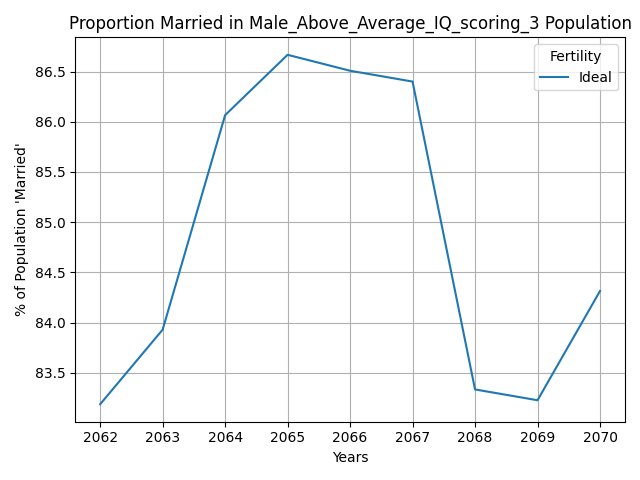 Proportion Married in Male_Above_Average_IQ_scoring_3 Population
Fertility
Ideal
% of Population 'Married'
86.5
86.0
85.5
85.0
84.5
84.0
83.5
2062 2063 2064 2065 2066 2067 2068 2069 2070
Years